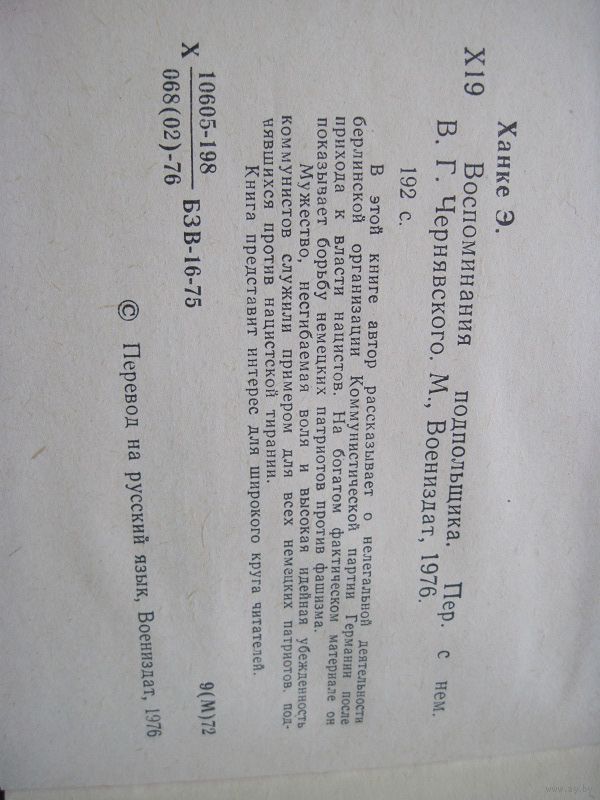 Ханке Э.
Х19 Воспоминания подпольщика. Пер. с нем.
В. Г. Чернявского. М., Воениздат, 1976.
192 с.
В этой книге автор рассказывает о нелегальной деятельности
берлинской организации Коммунистической партии Германии после
прихода к власти нацистов. На богатом фактическом материале он
показывает борьбу немецких патриотов против фашизма.
Мужество, несгибаемая воля и высокая идейная убежденность
коммунистов служили примером для всех немецких патриотов, под-
нявшихся против нацистской тирании.
Книга представит интерес для широкого круга читателей.
Х 10605-198 БЗВ-16-75 9(М)72
068(02)-76
© Перевод на русский язык, Воениздат, 1976
www.ay.by